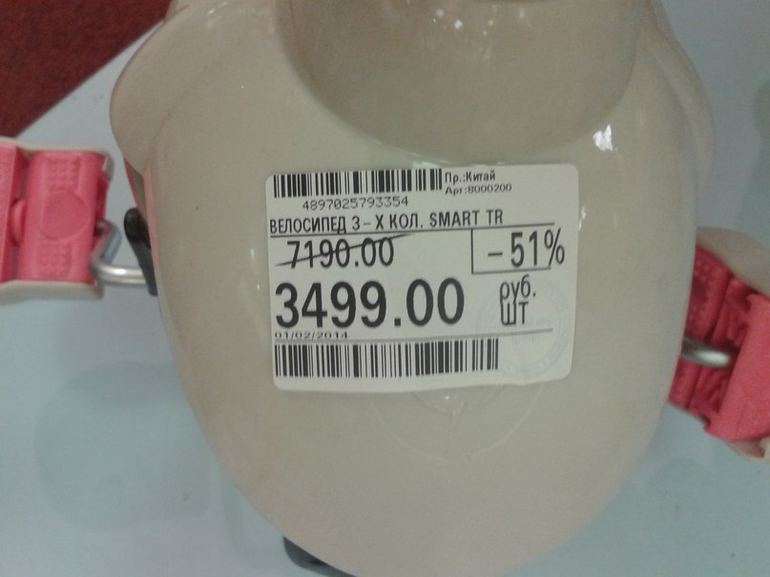 Пр.:Китай
Арт:8000200
4897025793354
ВЕЛОСИПЕД 3-Х КОЛ. SMART TR
7190.00
-51%
3499.00 руб.
шт
01/02/2014